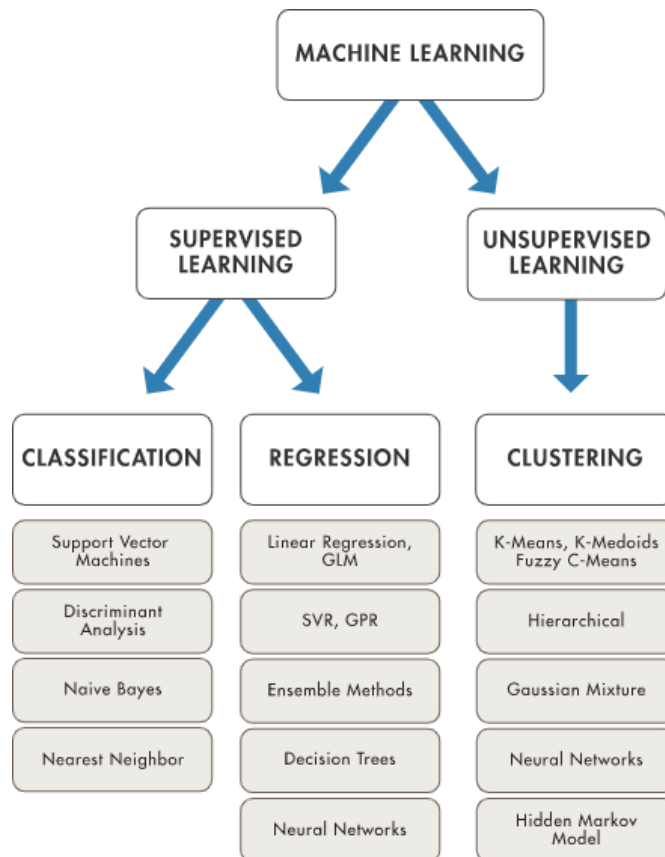 MACHINE LEARNING
SUPERVISED
LEARNING
UNSUPERVISED
LEARNING
CLASSIFICATION
REGRESSION
CLUSTERING
Support Vector
Machines
Discriminant
Analysis
Naive Bayes
Nearest Neighbor
Linear Regression,
GLM
SVR, GPR
Ensemble Methods
Decision Trees
Neural Networks
K-Means, K-Medoids
Fuzzy C-Means
Hierarchical
Gaussian Mixture
Neural Networks
Hidden Markov
Model